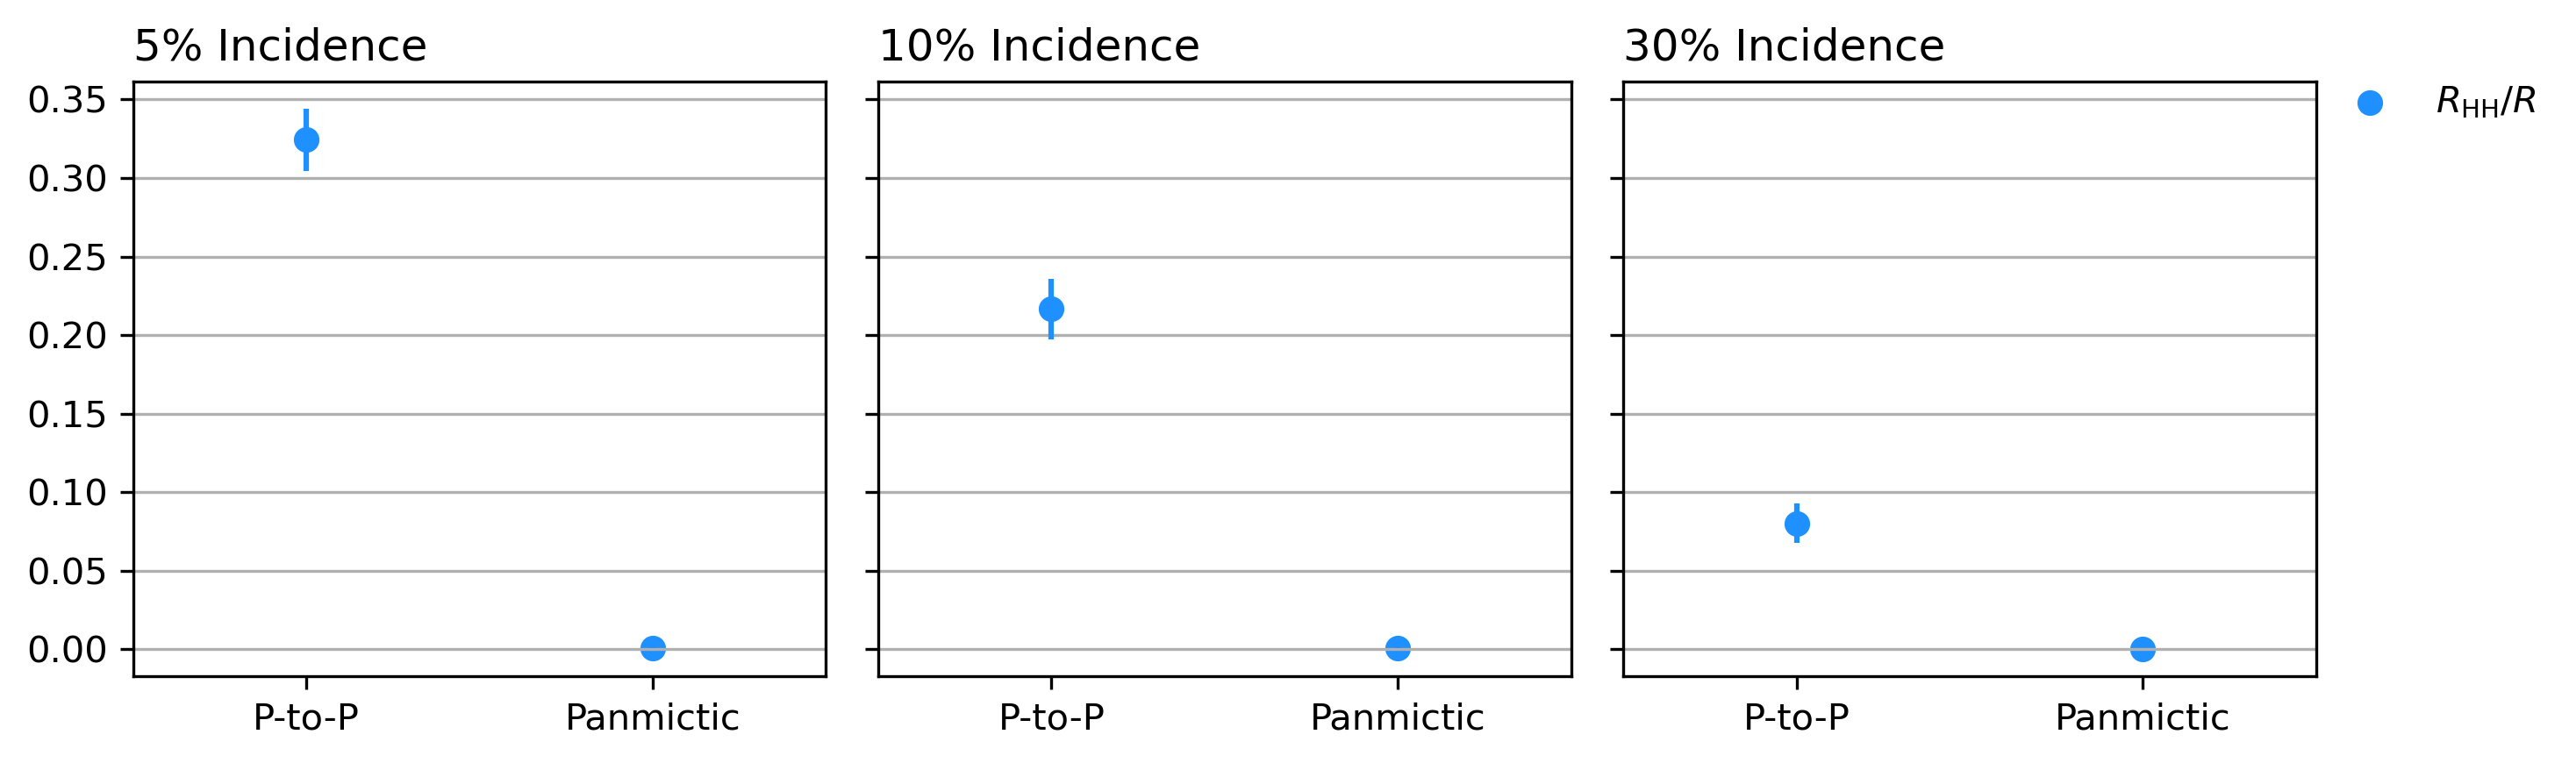 5% Incidence
10% Incidence
30% Incidence
0.35
0.30
0.25
0.20
0.15
0.10
0.05
0.00
P-to-P
Panmictic
P-to-P
Panmictic
P-to-P
Panmictic
R_HH/R